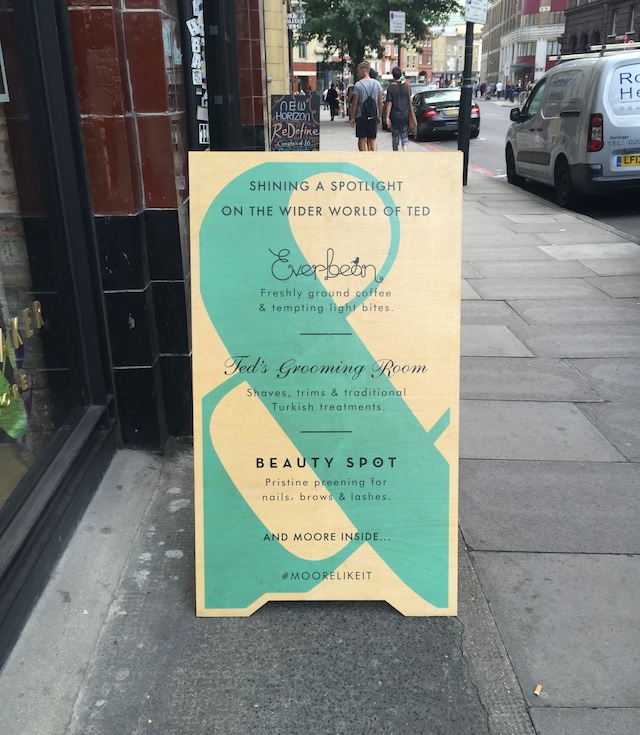 NEW
HORIZON
ReDefine
SHINING A SPOTLIGHT
ON THE WIDER WORLD OF TED
Everbean
Freshly ground coffee
& tempting light bites.
Ted's Grooming Room
Shaves, trims & traditional
Turkish treatments.
BEAUTY SPOT
Pristine preening for
nails, brows & lashes.
AND MOORE INSIDE...
#MOORELIKEIT
TEL: 020